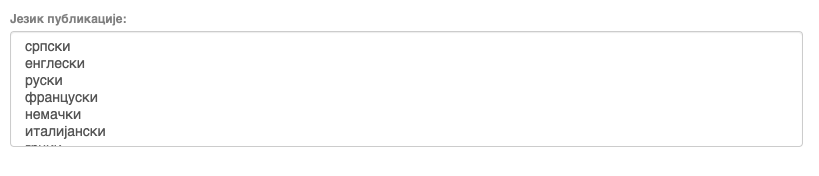 Језик публикације:
српски
енглески
руски
француски
немачки
италијански